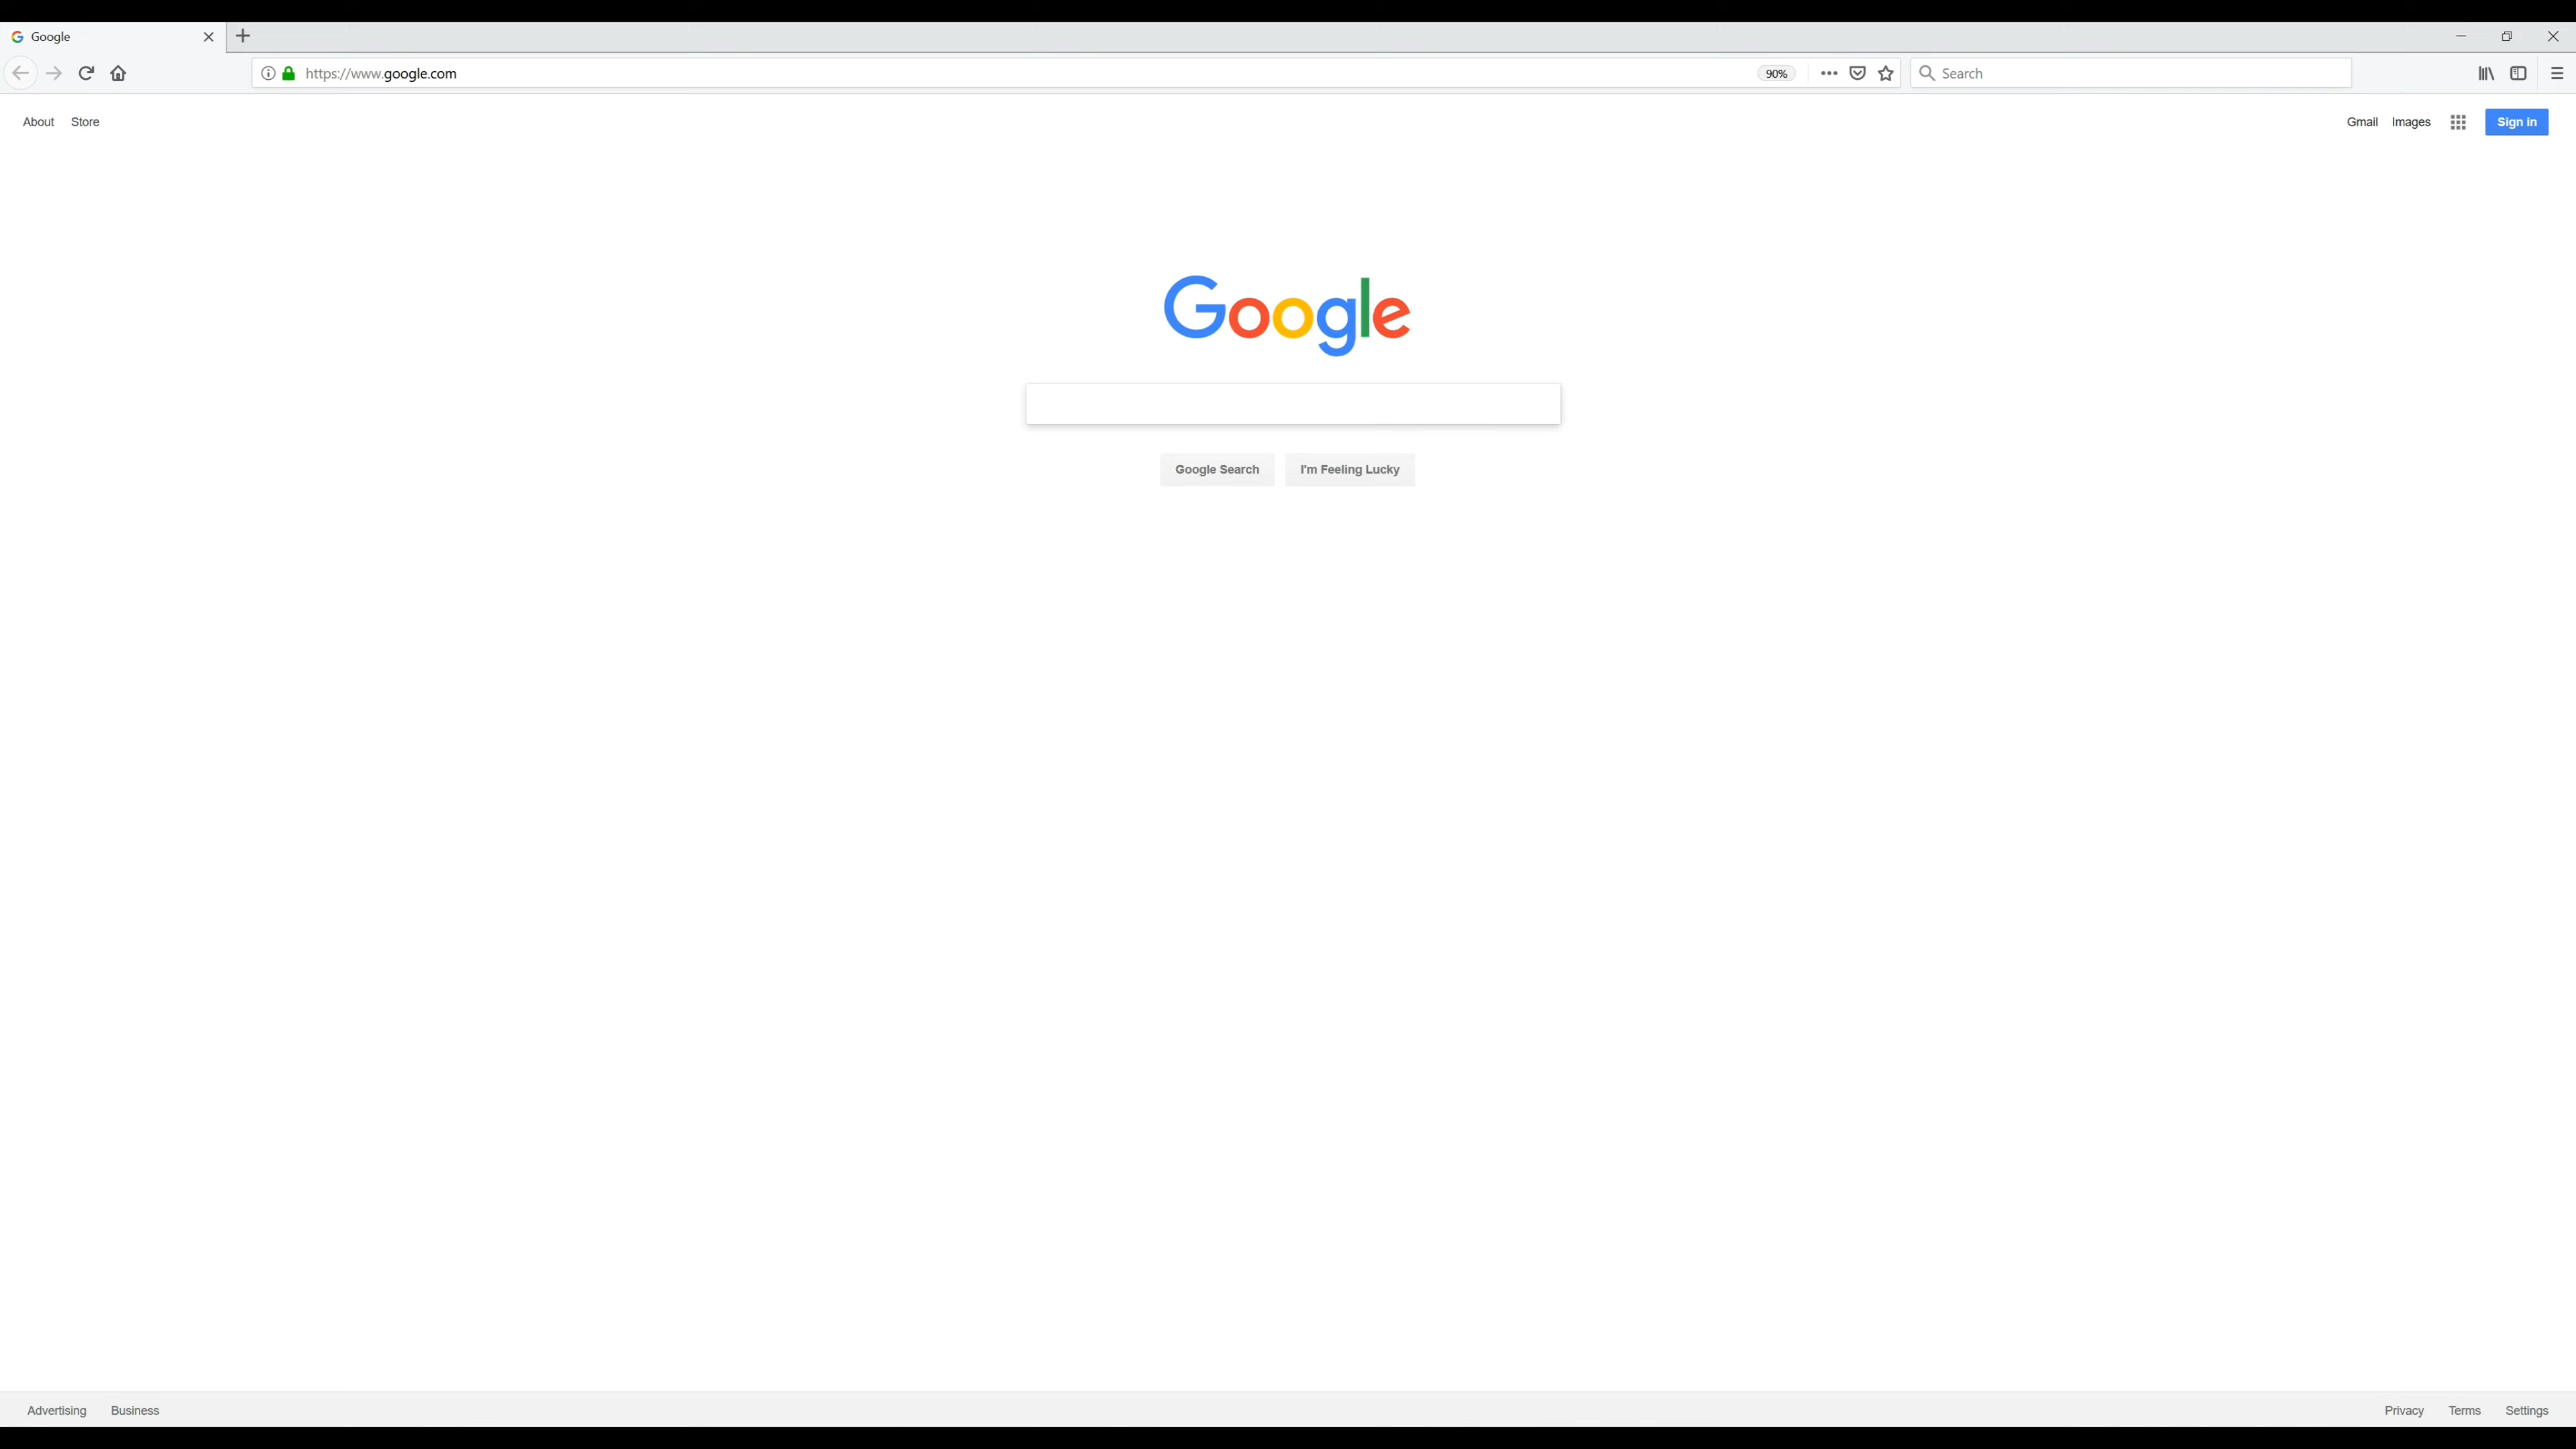 Google
https://www.google.com 90% Search
About Store Gmail Images Sign in
Google
Google Search I'm Feeling Lucky
Advertising Business Privacy Terms Settings